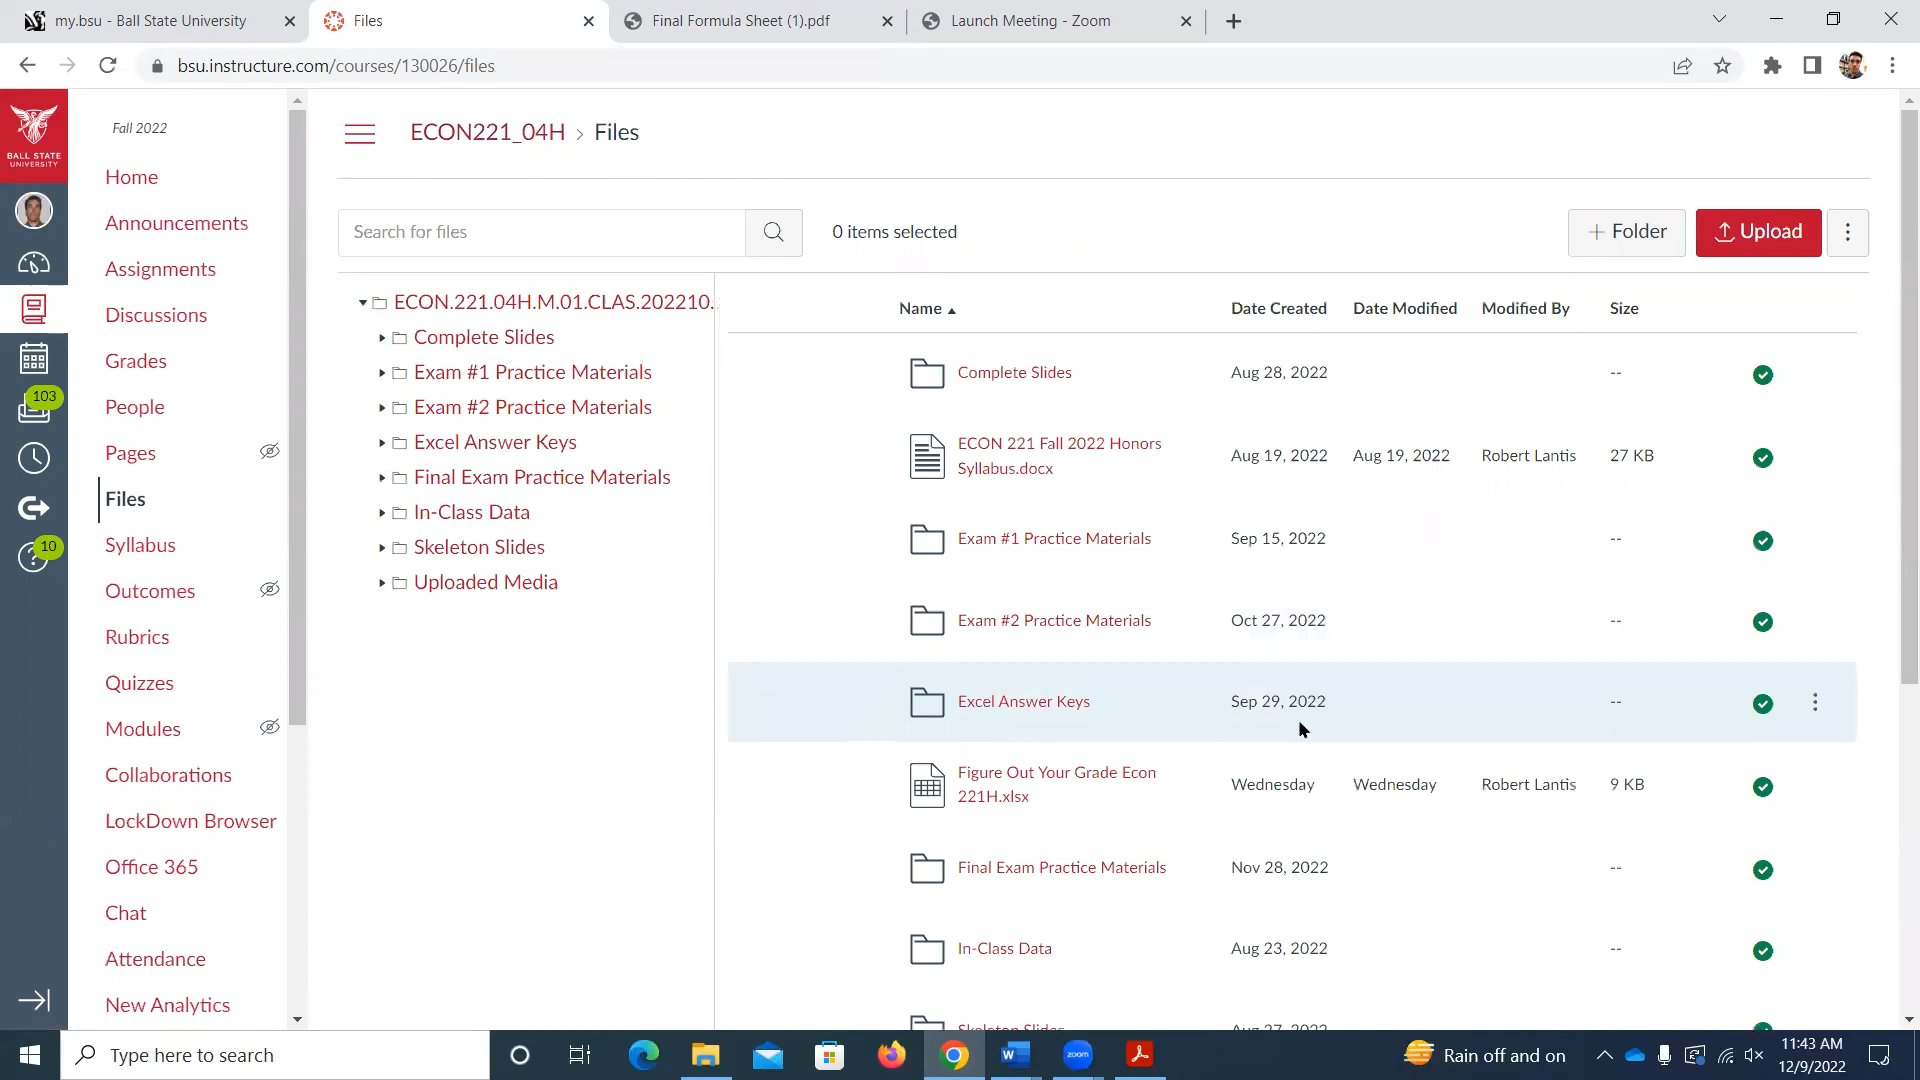 my.bsu - Ball State University
Files
Final Formula Sheet (1).pdf
Launch Meeting - Zoom
bsu.instructure.com/courses/130026/files
BALL STATE
UNIVERSITY
103
10
Fall 2022
Home
Announcements
Assignments
Discussions
Grades
People
Pages
Files
Syllabus
Outcomes
Rubrics
Quizzes
Modules
Collaborations
LockDown Browser
Office 365
Chat
Attendance
New Analytics
ECON221_04H › Files
Search for files
0 items selected
+ Folder
Upload
ECON.221.04H.M.01.CLAS.202210.
Complete Slides
Exam #1 Practice Materials
Exam #2 Practice Materials
Excel Answer Keys
Final Exam Practice Materials
In-Class Data
Skeleton Slides
Uploaded Media
Name Date Created Date Modified Modified By Size
Complete Slides Aug 28, 2022 --
ECON 221 Fall 2022 Honors
Syllabus.docx Aug 19, 2022 Aug 19, 2022 Robert Lantis 27 KB
Exam #1 Practice Materials Sep 15, 2022 --
Exam #2 Practice Materials Oct 27, 2022 --
Excel Answer Keys Sep 29, 2022 --
Figure Out Your Grade Econ
221H.xlsx Wednesday Wednesday Robert Lantis 9 KB
Final Exam Practice Materials Nov 28, 2022 --
In-Class Data Aug 23, 2022 --
Skeleton Slides Aug 27, 2022 --
Type here to search
zoom
Rain off and on
11:43 AM
12/9/2022